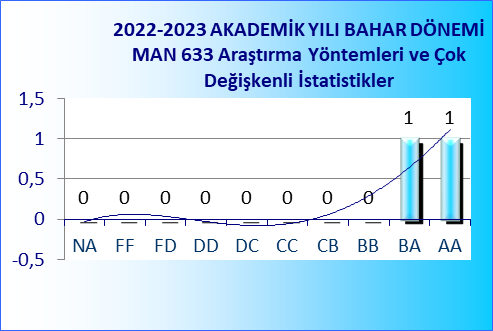 2022-2023 AKADEMİK YILI BAHAR DÖNEMİ
MAN 633 Araştırma Yöntemleri ve Çok
Değişkenli İstatistikler
1,5
1
0,5
0
-0,5
0 0 0 0 0 0 0 0 1 1
NA FF FD DD DC CC CB BB BA AA